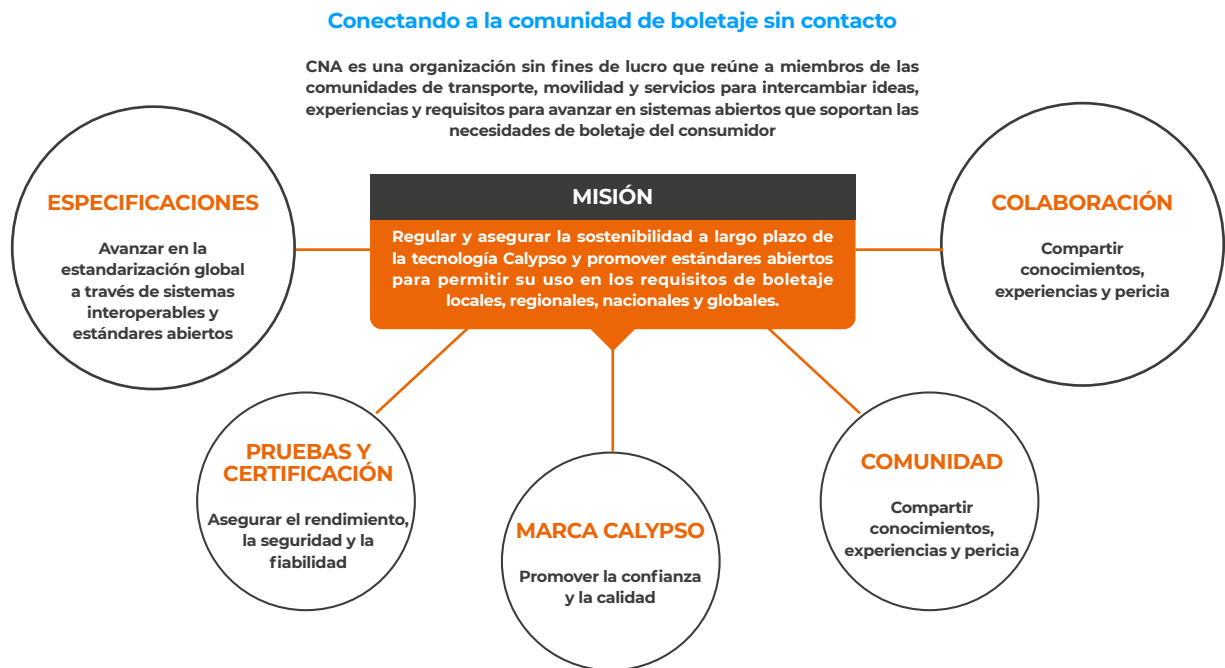 Conectando a la comunidad de boletaje sin contacto
CNA es una organización sin fines de lucro que reúne a miembros de las
comunidades de transporte, movilidad y servicios para intercambiar ideas,
experiencias y requisitos para avanzar en sistemas abiertos que soportan las
necesidades de boletaje del consumidor
MISIÓN
Regular y asegurar la sostenibilidad a largo plazo de
la tecnología Calypso y promover estándares abiertos
para permitir su uso en los requisitos de boletaje
locales, regionales, nacionales y globales.
ESPECIFICACIONES
Avanzar en la
estandarización global
a través de sistemas
interoperables y
estándares abiertos
PRUEBAS Y
CERTIFICACIÓN
Asegurar el rendimiento,
la seguridad y la
fiabilidad
MARCA CALYPSO
Promover la confianza
y la calidad
COMUNIDAD
Compartir
conocimientos,
experiencias y pericia
COLABORACIÓN
Compartir
conocimientos,
experiencias y pericia